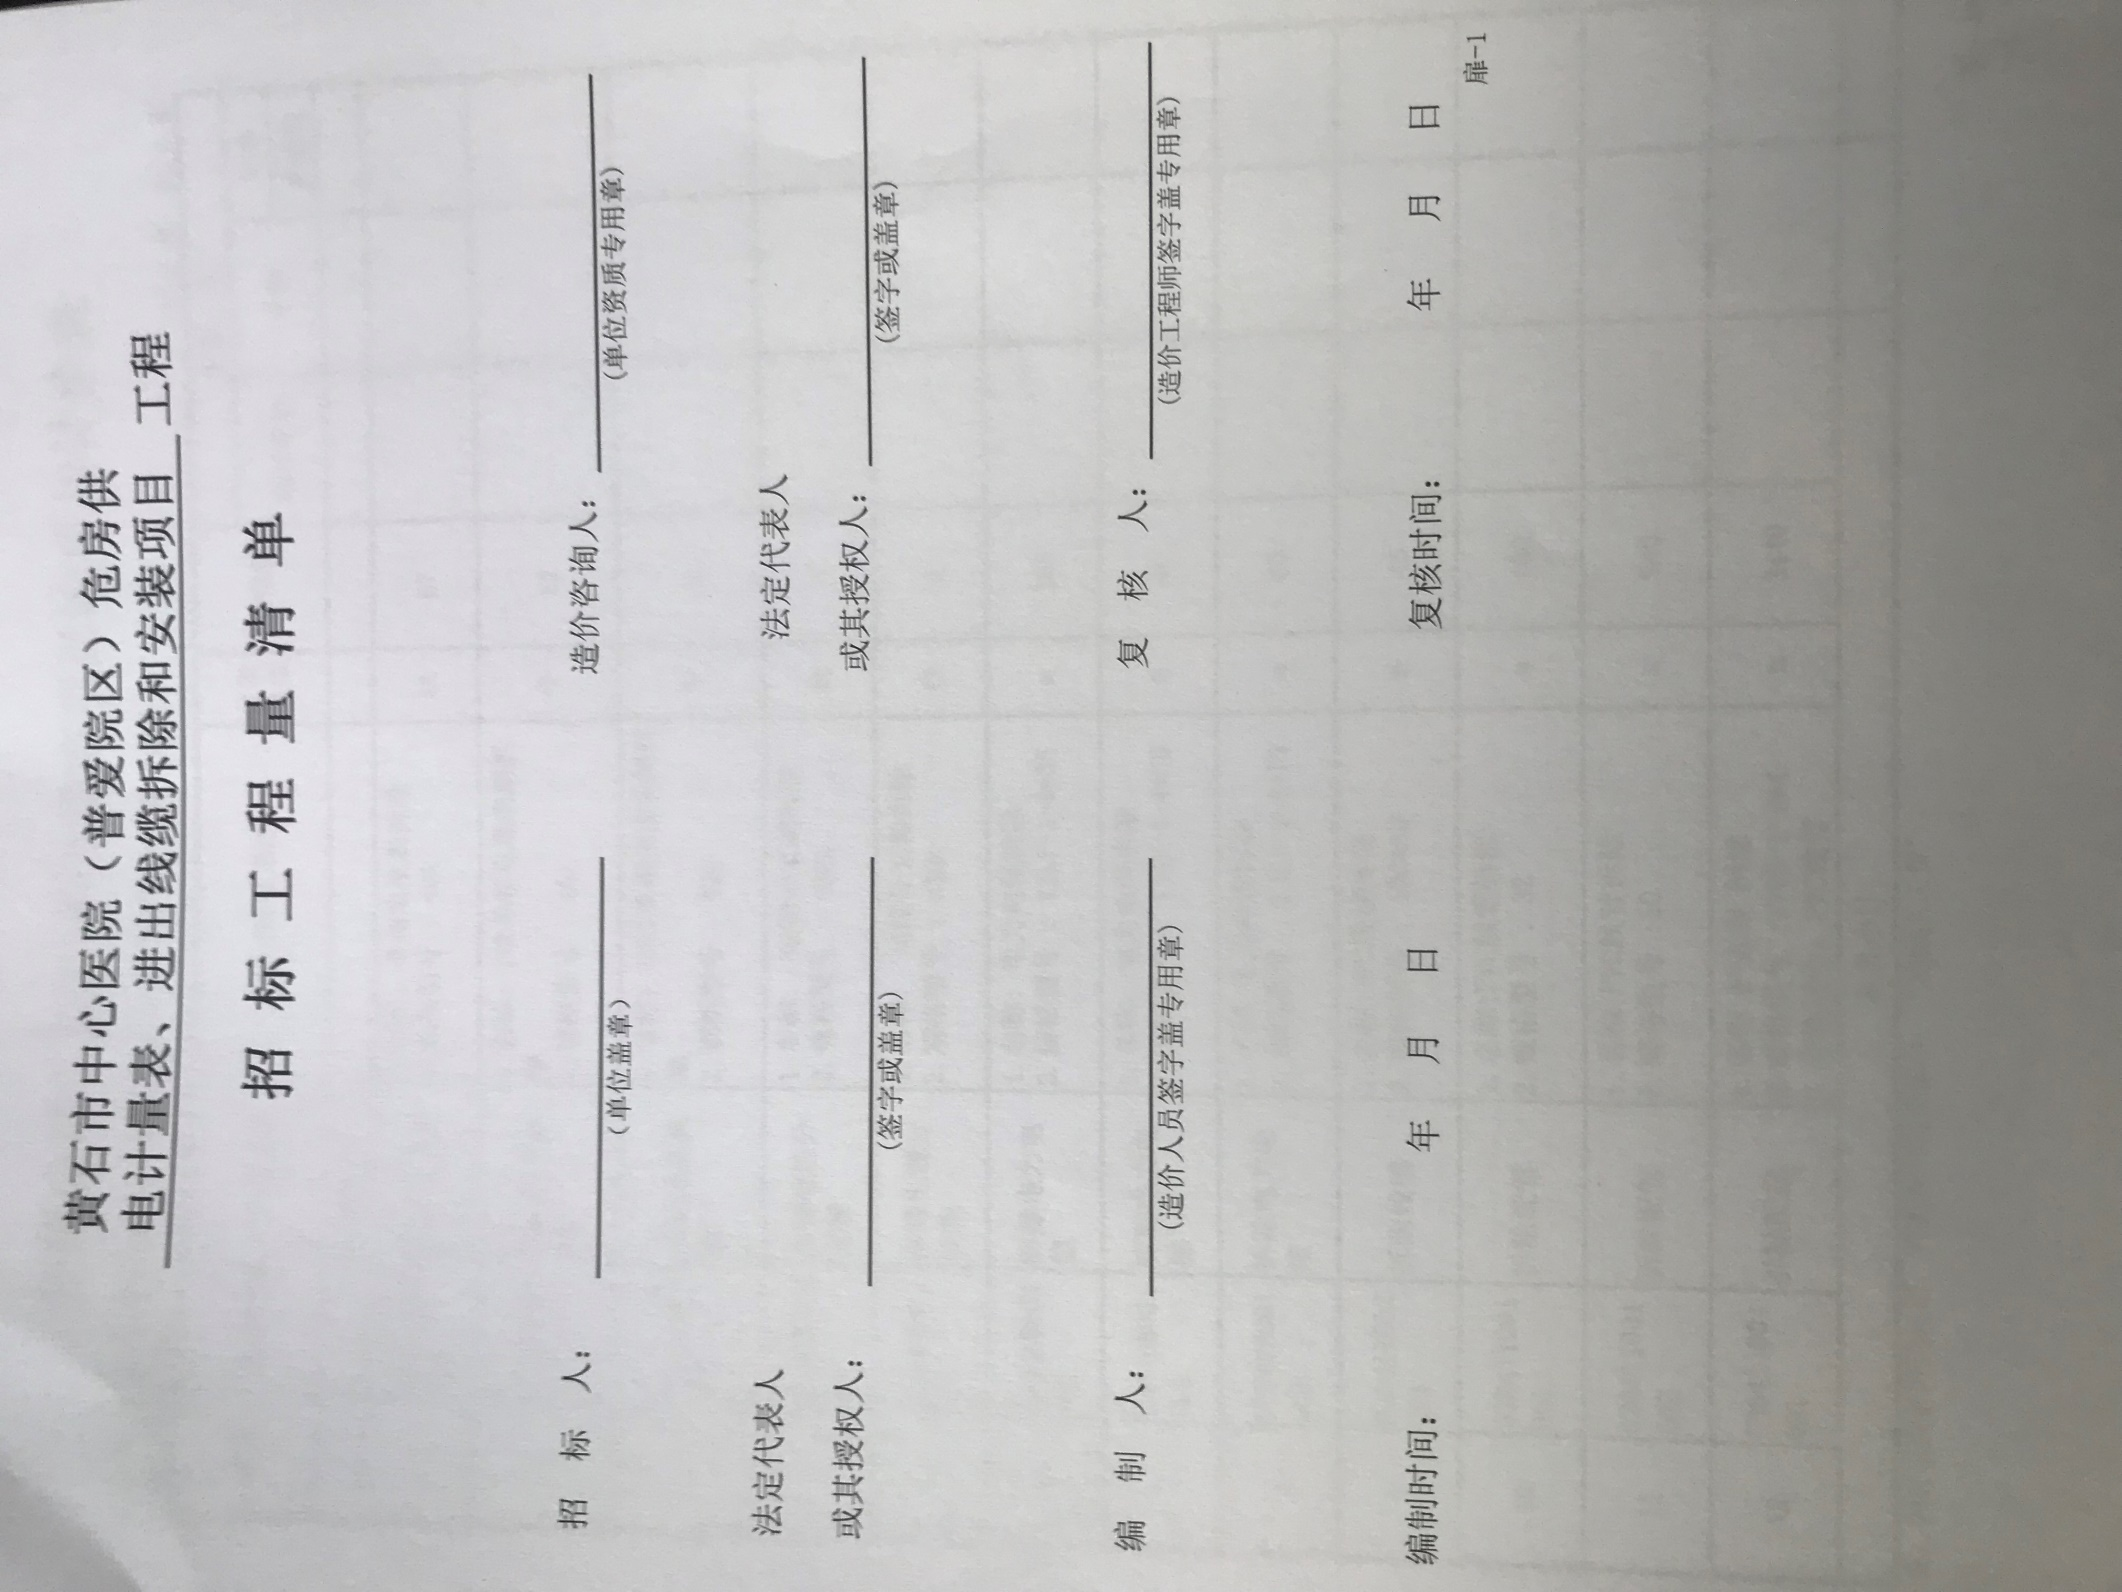 黄石市中心医院（普爱院区）危房供
电计量表、进出线缆拆除和安装项目 工程
招 标 工 程 量 清 单
招 标 人： 造价咨询人：
（单位盖章） （单位资质专用章）
法定代表人 法定代表人
或其授权人： 或其授权人：
（签字或盖章） （签字或盖章）
编 制 人： 复 核 人：
（造价人员签字盖专用章） （造价工程师签字盖专用章）
编制时间： 年 月 日 复核时间： 年 月 日
扉-1